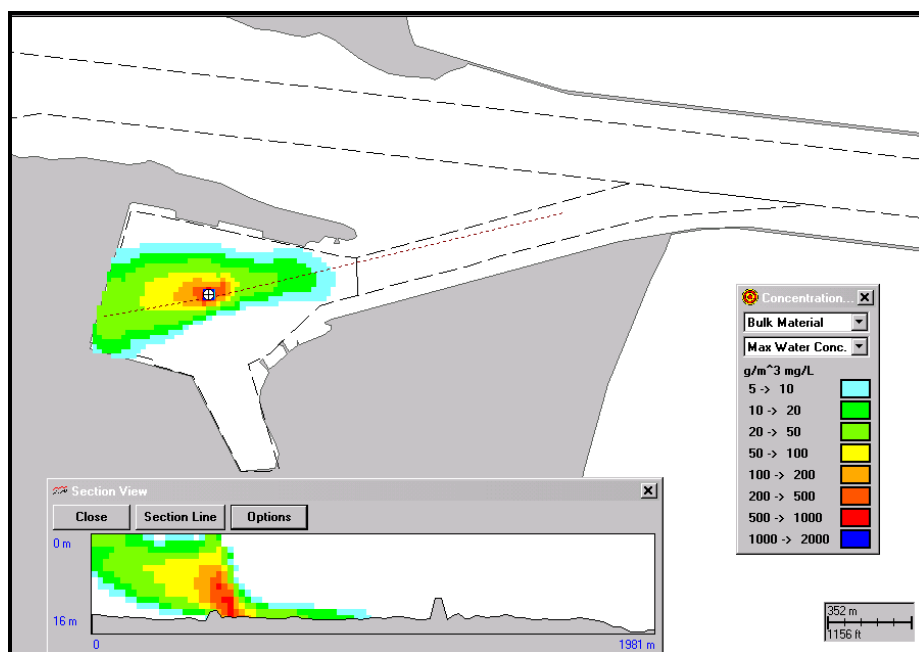 Concentration...
Bulk Material
Max Water Conc.
g/m^3 mg/L
5 -> 10
10 -> 20
20 -> 50
50 -> 100
100 -> 200
200 -> 500
500 -> 1000
1000 -> 2000
Section View
Close Section Line Options
0 m
16 m
0 1981 m
352 m
1156 ft